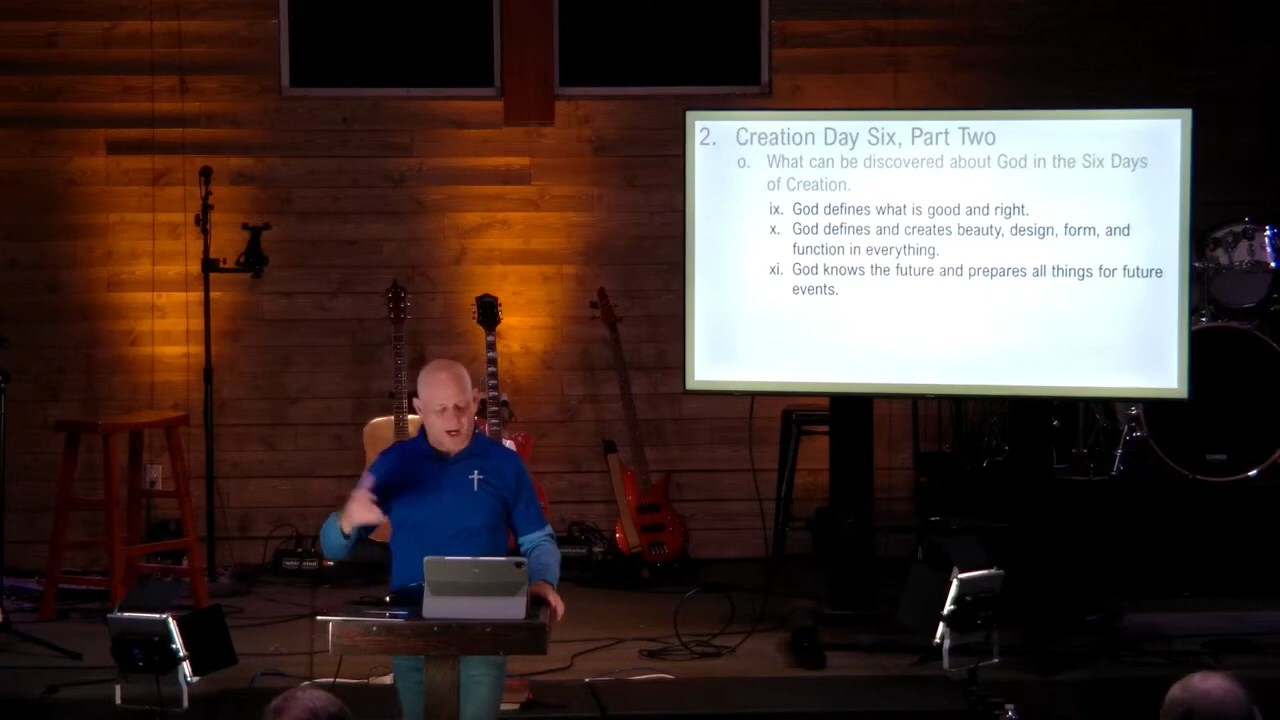 2. Creation Day Six, Part Two
o. What can be discovered about God in the Six Days
of Creation.
ix. God defines what is good and right.
x. God defines and creates beauty, design, form, and
function in everything.
xi. God knows the future and prepares all things for future
events.